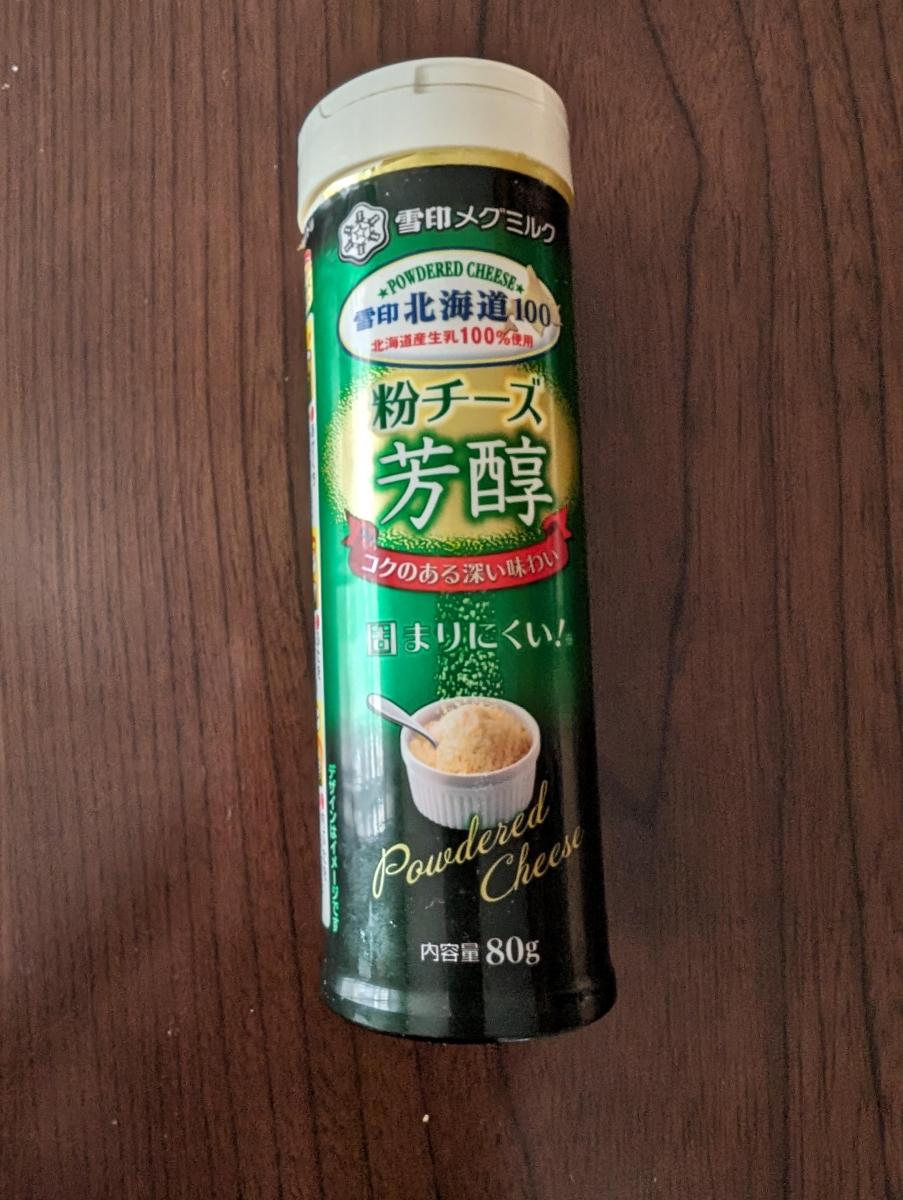 雪印メグミルク
POWDERED CHEESE
雪印北海道100
北海道産生乳100%使用
粉チーズ
芳醇
コクのある深い味わい
固まりにくい!
Powdered
Cheese
内容量 80g
デザインはイメージです